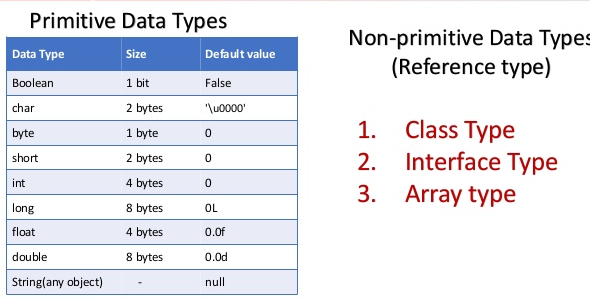 Primitive Data Types
Data Type Size Default value
Boolean 1 bit False
char 2 bytes '\u0000'
byte 1 byte 0
short 2 bytes 0
int 4 bytes 0
long 8 bytes 0L
float 4 bytes 0.0f
double 8 bytes 0.0d
String(any object) - null
Non-primitive Data Types
(Reference type)
1. Class Type
2. Interface Type
3. Array type